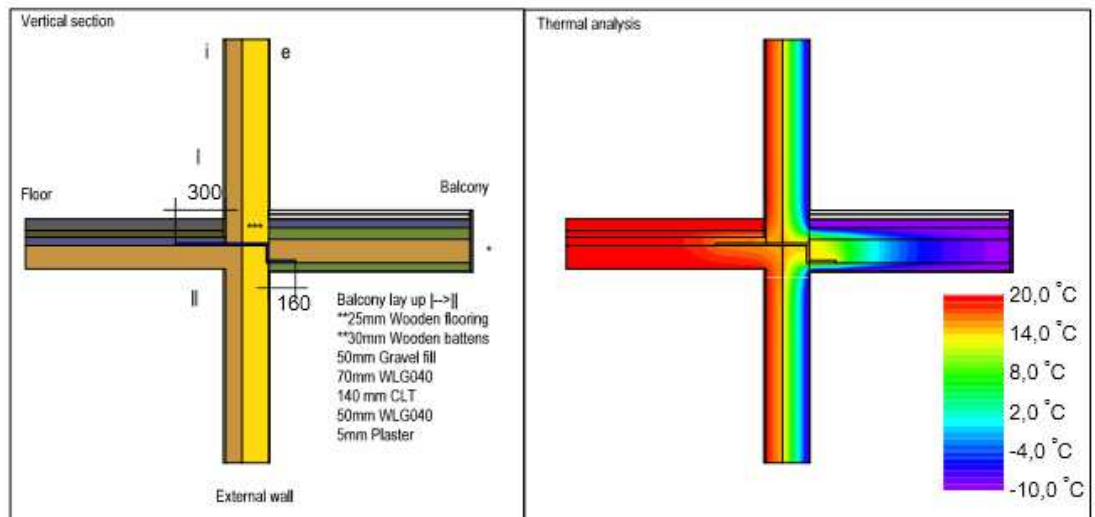 Vertical section
i
e
|
Floor
300
Balcony
***
*
||
160
Balcony lay up |-->||
**25mm Wooden flooring
**30mm Wooden battens
50mm Gravel fill
70mm WLG040
140 mm CLT
50mm WLG040
5mm Plaster
External wall
Thermal analysis
20,0 °C
14,0 °C
8,0 °C
2,0 °C
-4,0 °C
-10,0 °C